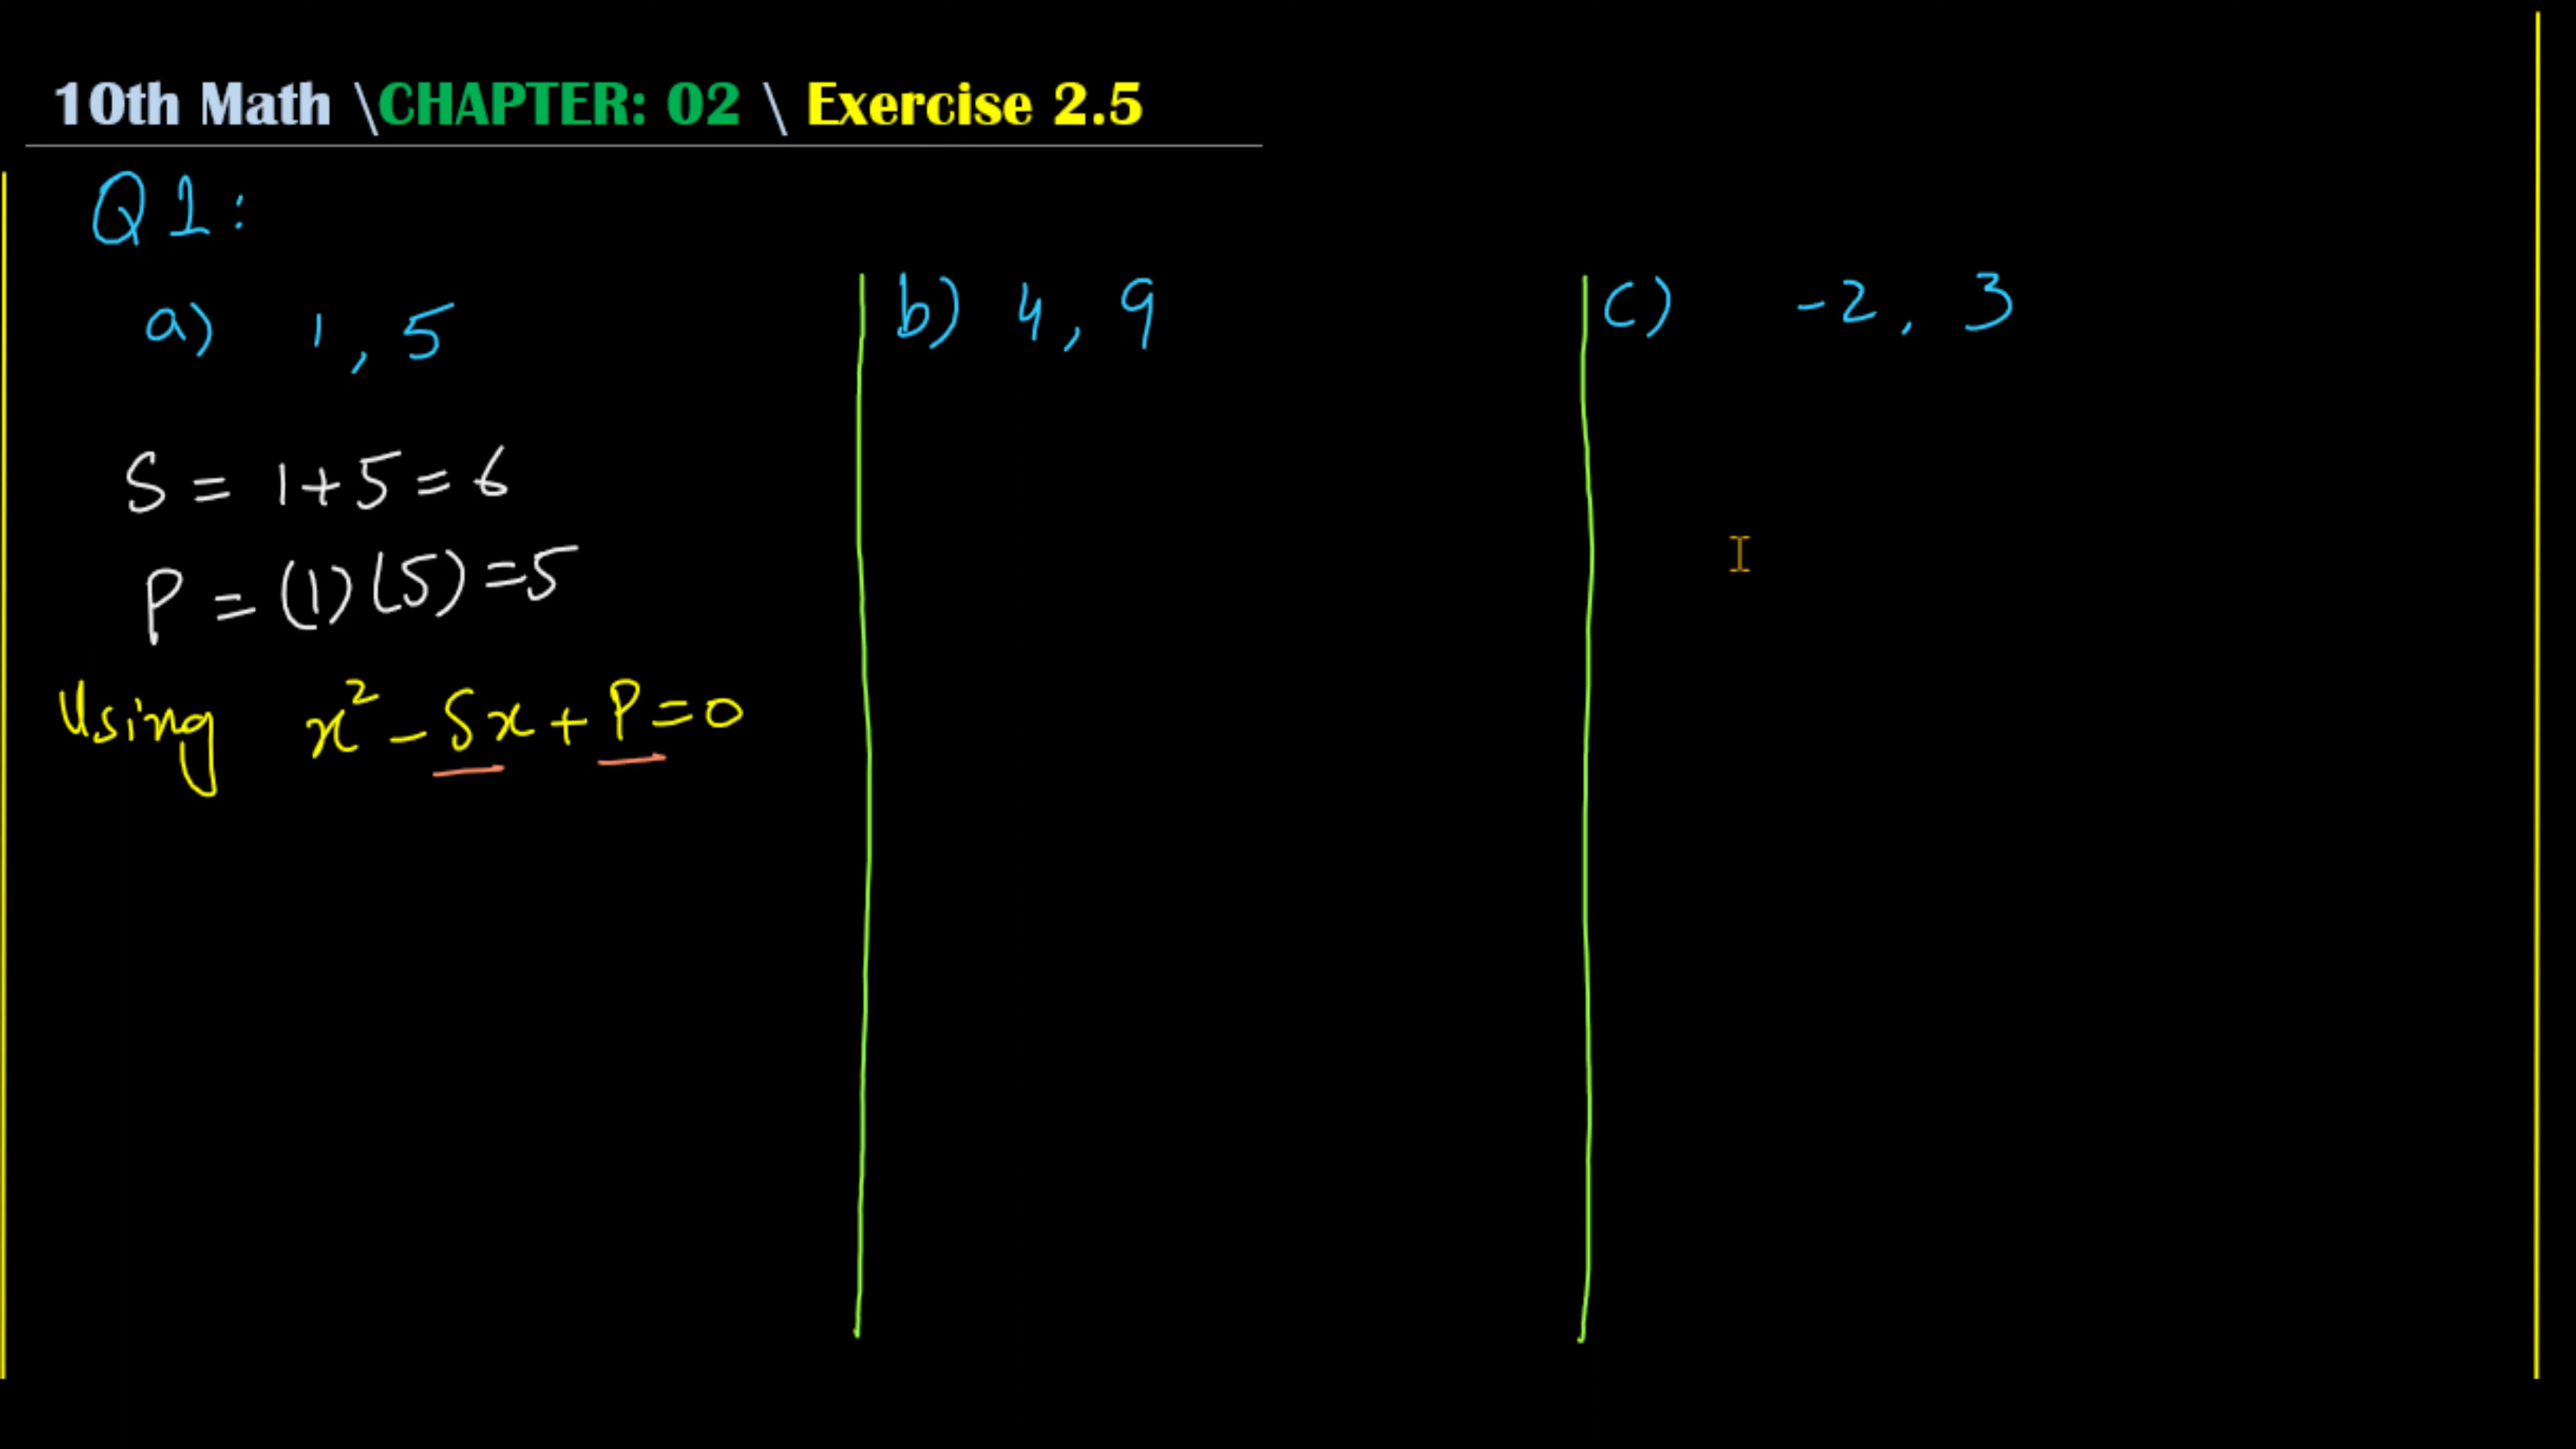 10th Math \CHAPTER: 02 \ Exercise 2.5
Q1:
a) 1, 5
S = 1+5=6
P = (1)(5)=5
Using x² - Sx + P=0
b) 4, 9
c) -2, 3